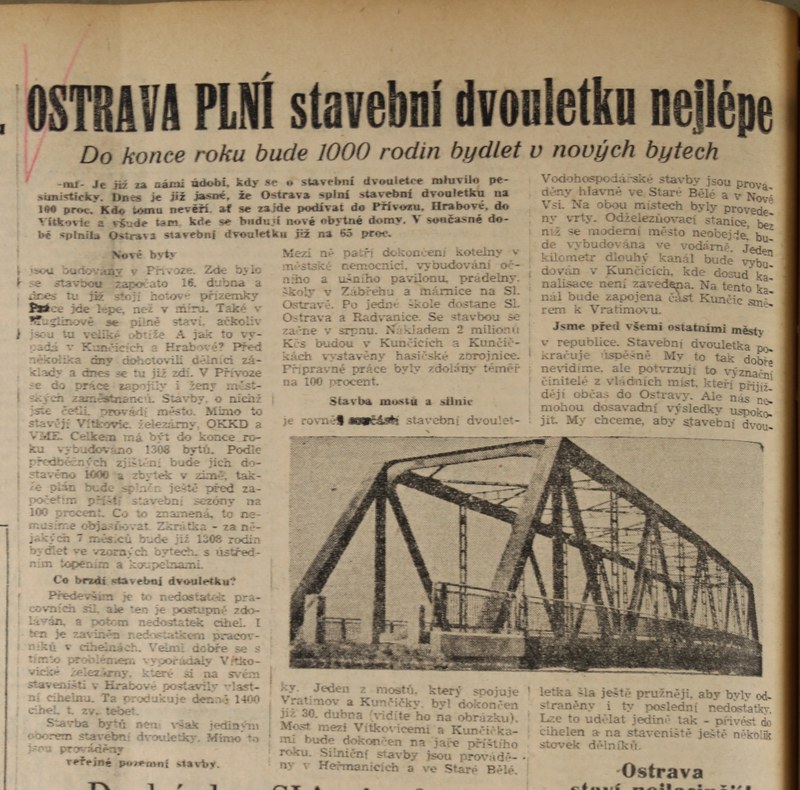 OSTRAVA PLNÍ stavební dvouletku nejlépe
Do konce roku bude 1000 rodin bydlet v nových bytech
-mf- Je již za námi údobí, kdy se o stavební dvouletce mluvilo pe-
simisticky. Dnes je již jasné, že Ostrava splní stavební dvouletku na
100 proc. Kdo tomu nevěří, ať se zajde podívat do Přívozu, Hrabové, do
Vítkovic a všude tam, kde se budují nové obytné domy. V současné do-
bě splnila Ostrava stavební dvouletku již na 65 proc.
Nové byty
jsou budovány v Přívoze. Zde bylo
se stavbou započato 16. dubna a
dnes tu již stojí hotové přízemky
Práce jde lépe, než v míru. Také v
Muglinově se pilně staví, ačkoliv
jsou tu veliké obtíže A jak to vy-
padá v Kunčicích a Hrabové? Před
několika dny dohotovili dělníci zá-
klady a dnes se tu již zdí. V Přívoze
se do práce zapojily i ženy měst-
ských zaměstnanců. Stavby, o nichž
jste četli, provádí město. Mimo to
stavějí Vítkovic. železárny, OKKD a
VME. Celkem má být do konce ro-
ku vybudováno 1308 bytů. Podle
předběžných zjištění bude jich do-
stavěno 1000 a zbytek v zimě, tak-
že plán bude splněn ještě před za-
početím příští stavební sezóny na
100 procent. Co to znamená, to ne-
musíme objasňovat. Zkrátka - za ně-
jakých 7 měsíců bude již 1308 rodin
bydlet ve vzorných bytech, s ústřed-
ním topením a koupelnami.
Co brzdí stavební dvouletku?
Především je to nedostatek pra-
covních sil, ale ten je postupně zdo-
láván, a potom nedostatek cihel. I
ten je zaviněn nedostatkem pracov-
níků v cihelnách. Velmi dobře se s
tímto problémem vypořádaly Vítko-
vické železárny, které si na svém
staveništi v Hrabové postavily vlast-
ní cihelnu. Ta produkuje denně 1400
cihel, t. zv. tebet.
Stavba bytů není však jediným
oborem stavební dvouletky. Mimo to
jsou prováděny
veřejné pozemní stavby.
Mezi ně patří dokončení kotelny v
městské nemocnici, vybudování oč-
ního a ušního pavilonu, prádelny,
školy v Zábřehu a márnice na Sl.
Ostravě. Po jedné škole dostane Sl.
Ostrava a Radvanice. Se stavbou se
začne v srpnu. Nákladem 2 milionů
Kčs budou v Kunčicích a Kunčič-
kách vystavěny hasičské zbrojnice.
Přípravné práce byly zdolány téměř
na 100 procent.
Stavba mostů a silnic
je rovněž součástí stavební dvoulet-
ky. Jeden z mostů, který spojuje
Vratimov a Kunčičky, byl dokončen
již 30. dubna (vidíte ho na obrázku).
Most mezi Vítkovicemi a Kunčička-
mi bude dokončen na jaře příštího
roku. Silniční stavby jsou prováde-
ny v Heřmanicích a ve Staré Bělé.
Vodohospodářské stavby jsou prová-
děny hlavně ve Staré Bělé a v Nové
Vsi. Na obou místech byly provede-
ny vrty. Odželezňovací stanice, bez
níž se moderní město neobejde, bu-
de vybudována ve vodárně. Jeden
kilometr dlouhý kanál bude vybu-
dován v Kunčicích, kde dosud ka-
nalisace není zavedena. Na tento ka-
nál bude zapojena část Kunčic smě-
rem k Vratimovu.
Jsme před všemi ostatními městy
v republice. Stavební dvouletka po-
kračuje úspěšně My to tak dobře
nevidíme, ale potvrzují to význační
činitelé z vládních míst, kteří přijíž-
dějí občas do Ostravy. Ale nás ne-
mohou dosavadní výsledky uspoko-
jit. My chceme, aby stavební dvou-
letka šla ještě pružněji, aby byly od-
straněny i ty poslední nedostatky.
Lze to udělat jedině tak - přivést do
cihelen a na staveniště ještě několik
stovek dělníků.
Ostrava